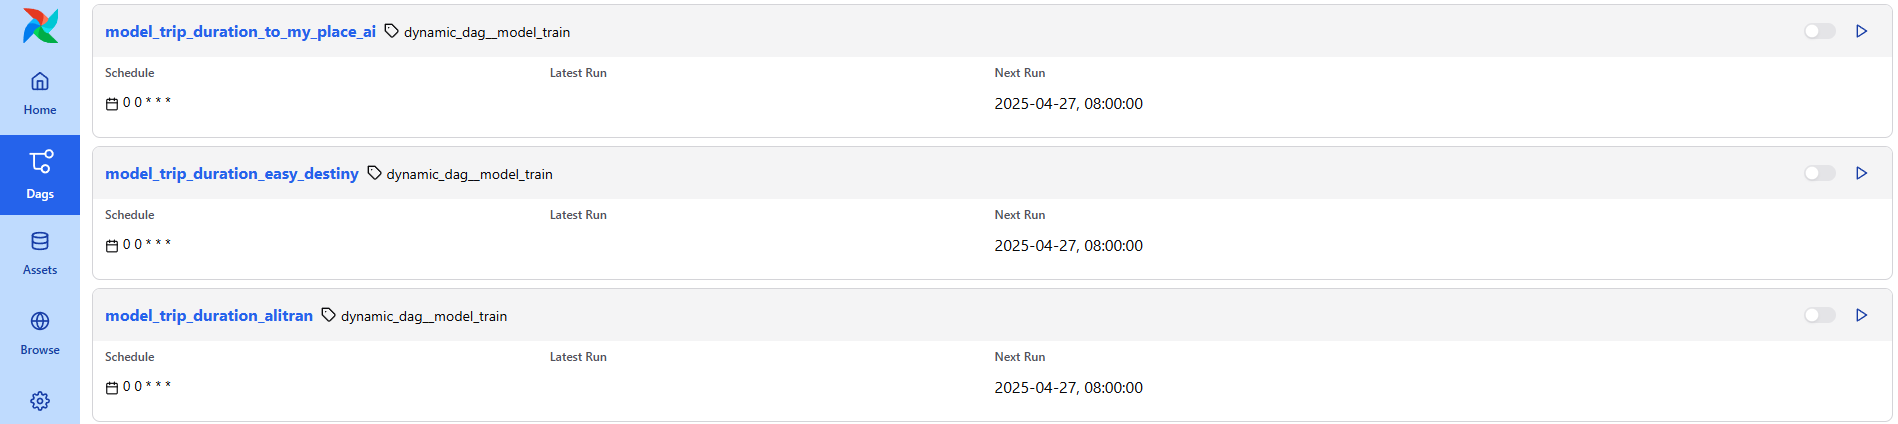 model_trip_duration_to_my_place_ai dynamic_dag__model_train
Schedule Latest Run Next Run
0 0 * * * 2025-04-27, 08:00:00
Home
Dags
model_trip_duration_easy_destiny dynamic_dag__model_train
Schedule Latest Run Next Run
0 0 * * * 2025-04-27, 08:00:00
Assets
model_trip_duration_alitran dynamic_dag__model_train
Browse
Schedule Latest Run Next Run
0 0 * * * 2025-04-27, 08:00:00